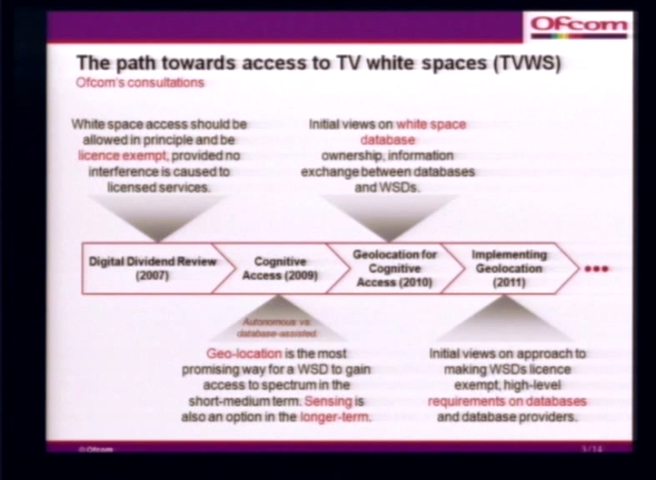 Ofcom
The path towards access to TV white spaces (TVWS)
Ofcom's consultations
White space access should be
allowed in principle and be
licence exempt, provided no
interference is caused to
licensed services.
Initial views on white space
database
ownership, information
exchange between databases
and WSDs.
Digital Dividend Review
(2007)
Cognitive
Access (2009)
Geolocation for
Cognitive
Access (2010)
Implementing
Geolocation
(2011)
Autonomous vs.
database-assisted
Geo-location is the most
promising way for a WSD to gain
access to spectrum in the
short-medium term. Sensing is
also an option in the longer-term.
Initial views on approach to
making WSDs licence
exempt, high-level
requirements on databases
and database providers.
© Ofcom
3/14